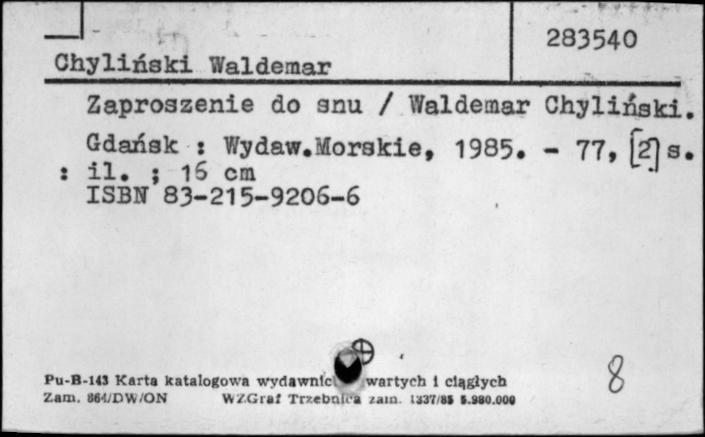 283540
Chyliński Waldemar
Zaproszenie do snu / Waldemar Chyliński.
Gdańsk : Wydaw.Morskie, 1985. - 77, [2] s.
: il. ; 16 cm
ISBN 83-215-9206-6
8
Pu-B-143 Karta katalogowa wydawnic wartych i ciągłych
Zam. 864/DW/ON WZGraf Trzebnica zam. 1337/85 5.980.000